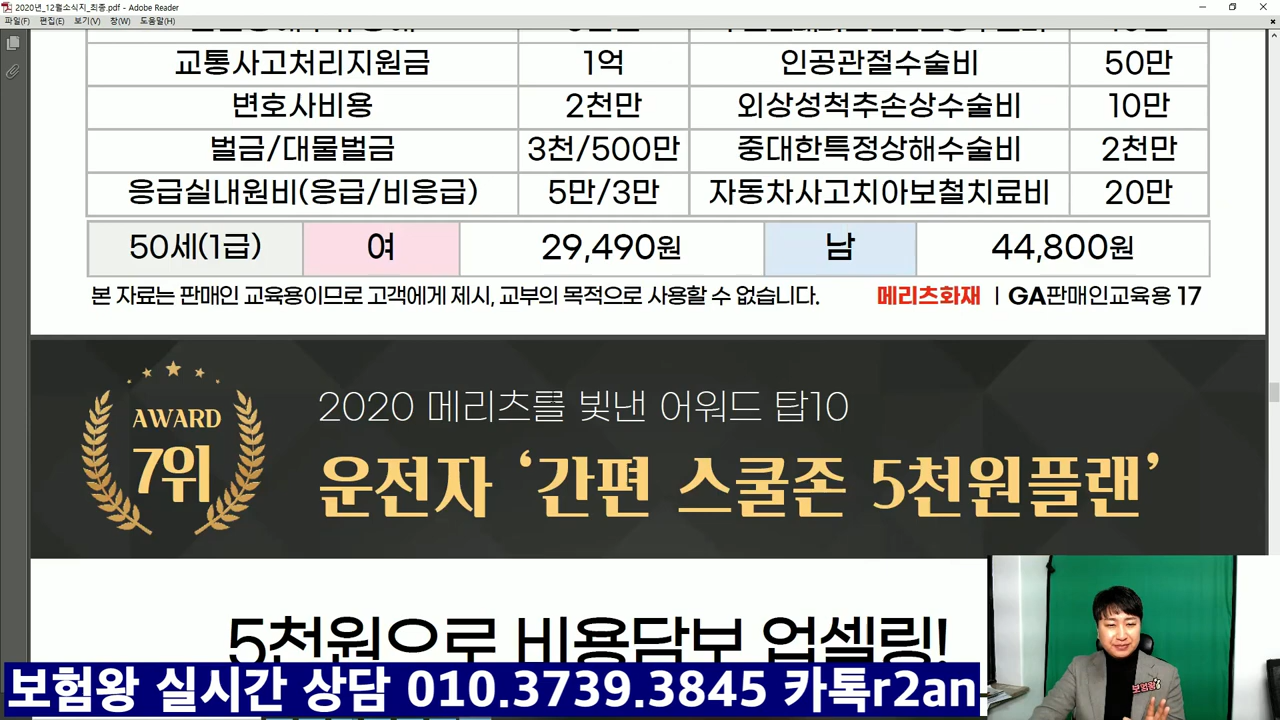 2020년_12월소식지_최종.pdf - Adobe Reader
파일(F) 편집(E) 보기(V) 창(W) 도움말(H)
교통사고처리지원금 1억 인공관절수술비 50만
변호사비용 2천만 외상성척추손상수술비 10만
벌금/대물벌금 3천/500만 중대한특정상해수술비 2천만
응급실내원비(응급/비응급) 5만/3만 자동차사고치아보철치료비 20만
50세(1급) 여 29,490원 남 44,800원
본 자료는 판매인 교육용이므로 고객에게 제시, 교부의 목적으로 사용할 수 없습니다. 메리츠화재 | GA판매인교육용 17
AWARD
7위
2020 메리츠를 빛낸 어워드 탑10
운전자 ‘간편 스쿨존 5천원플랜’
5천원으로 비용담보 업셀링!
보험왕
보험왕 실시간 상담 010.3739.3845 카톡r2an